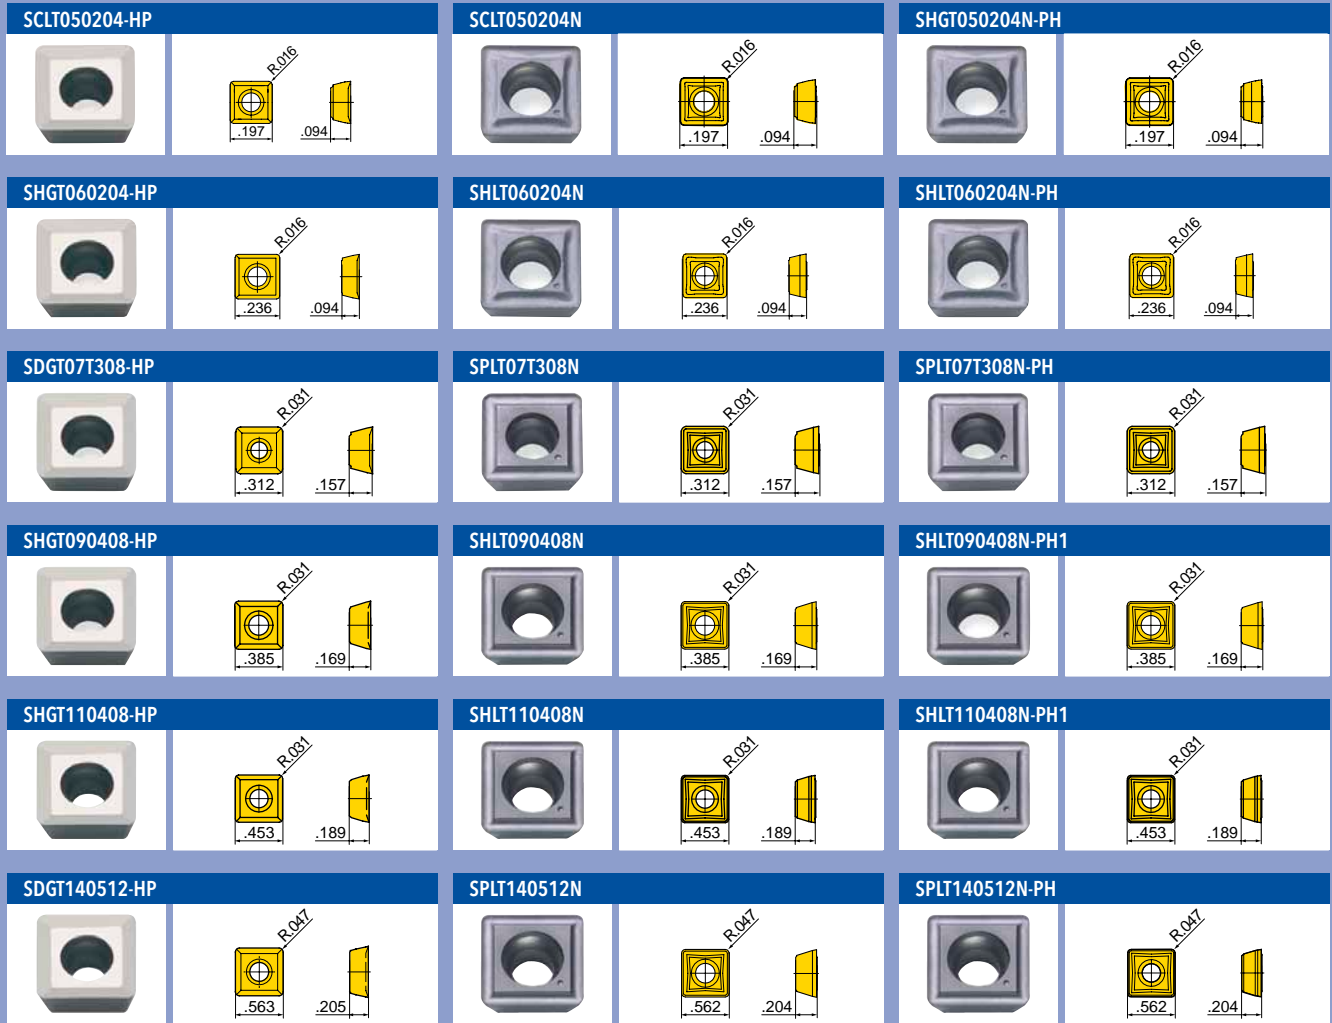 SCLT050204-HP
R.016
.197
.094
SCLT050204N
R.016
.197
.094
SHGT050204N-PH
R.016
.197
.094
SHGT060204-HP
R.016
.236
.094
SHLT060204N
R.016
.236
.094
SHLT060204N-PH
R.016
.236
.094
SDGT07T308-HP
R.031
.312
.157
SPLT07T308N
R.031
.312
.157
SPLT07T308N-PH
R.031
.312
.157
SHGT090408-HP
R.031
.385
.169
SHLT090408N
R.031
.385
.169
SHLT090408N-PH1
R.031
.385
.169
SHGT110408-HP
R.031
.453
.189
SHLT110408N
R.031
.453
.189
SHLT110408N-PH1
R.031
.453
.189
SDGT140512-HP
R.047
.563
.205
SPLT140512N
R.047
.562
.204
SPLT140512N-PH
R.047
.562
.204